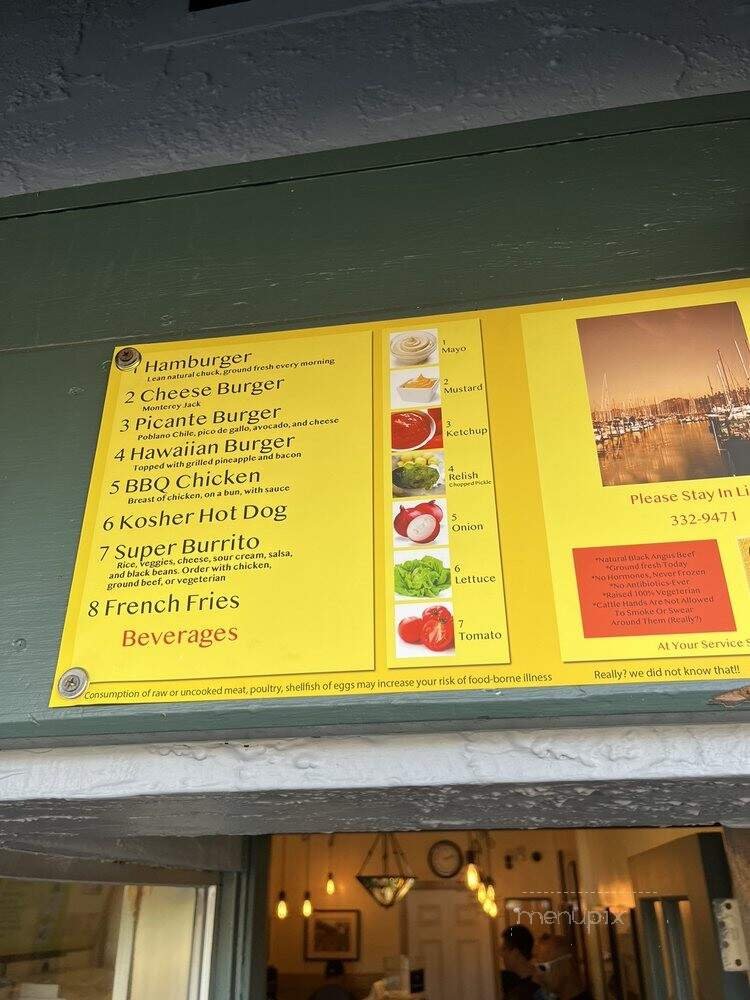 1 Hamburger
Lean natural chuck, ground fresh every morning
2 Cheese Burger
Monterey Jack
3 Picante Burger
Poblano Chile, pico de gallo, avocado, and cheese
4 Hawaiian Burger
Topped with grilled pineapple and bacon
5 BBQ Chicken
Breast of chicken, on a bun, with sauce
6 Kosher Hot Dog
7 Super Burrito
Rice, veggies, cheese, sour cream, salsa,
and black beans. Order with chicken,
ground beef, or vegeterian
8 French Fries
Beverages
1
Mayo
2
Mustard
3
Ketchup
4
Relish
Chopped Pickle
5
Onion
6
Lettuce
7
Tomato
Please Stay In Li
332-9471
*Natural Black Angus Beef
*Ground fresh Today
*No Hormones, Never Frozen
*No Antibiotics-Ever
*Raised 100% Vegeterian
*Cattle Hands Are Not Allowed
To Smoke Or Swear
Around Them (Really?)
At Your Service S
Consumption of raw or uncooked meat, poultry, shellfish of eggs may increase your risk of food-borne illness
Really? we did not know that!!
menupix